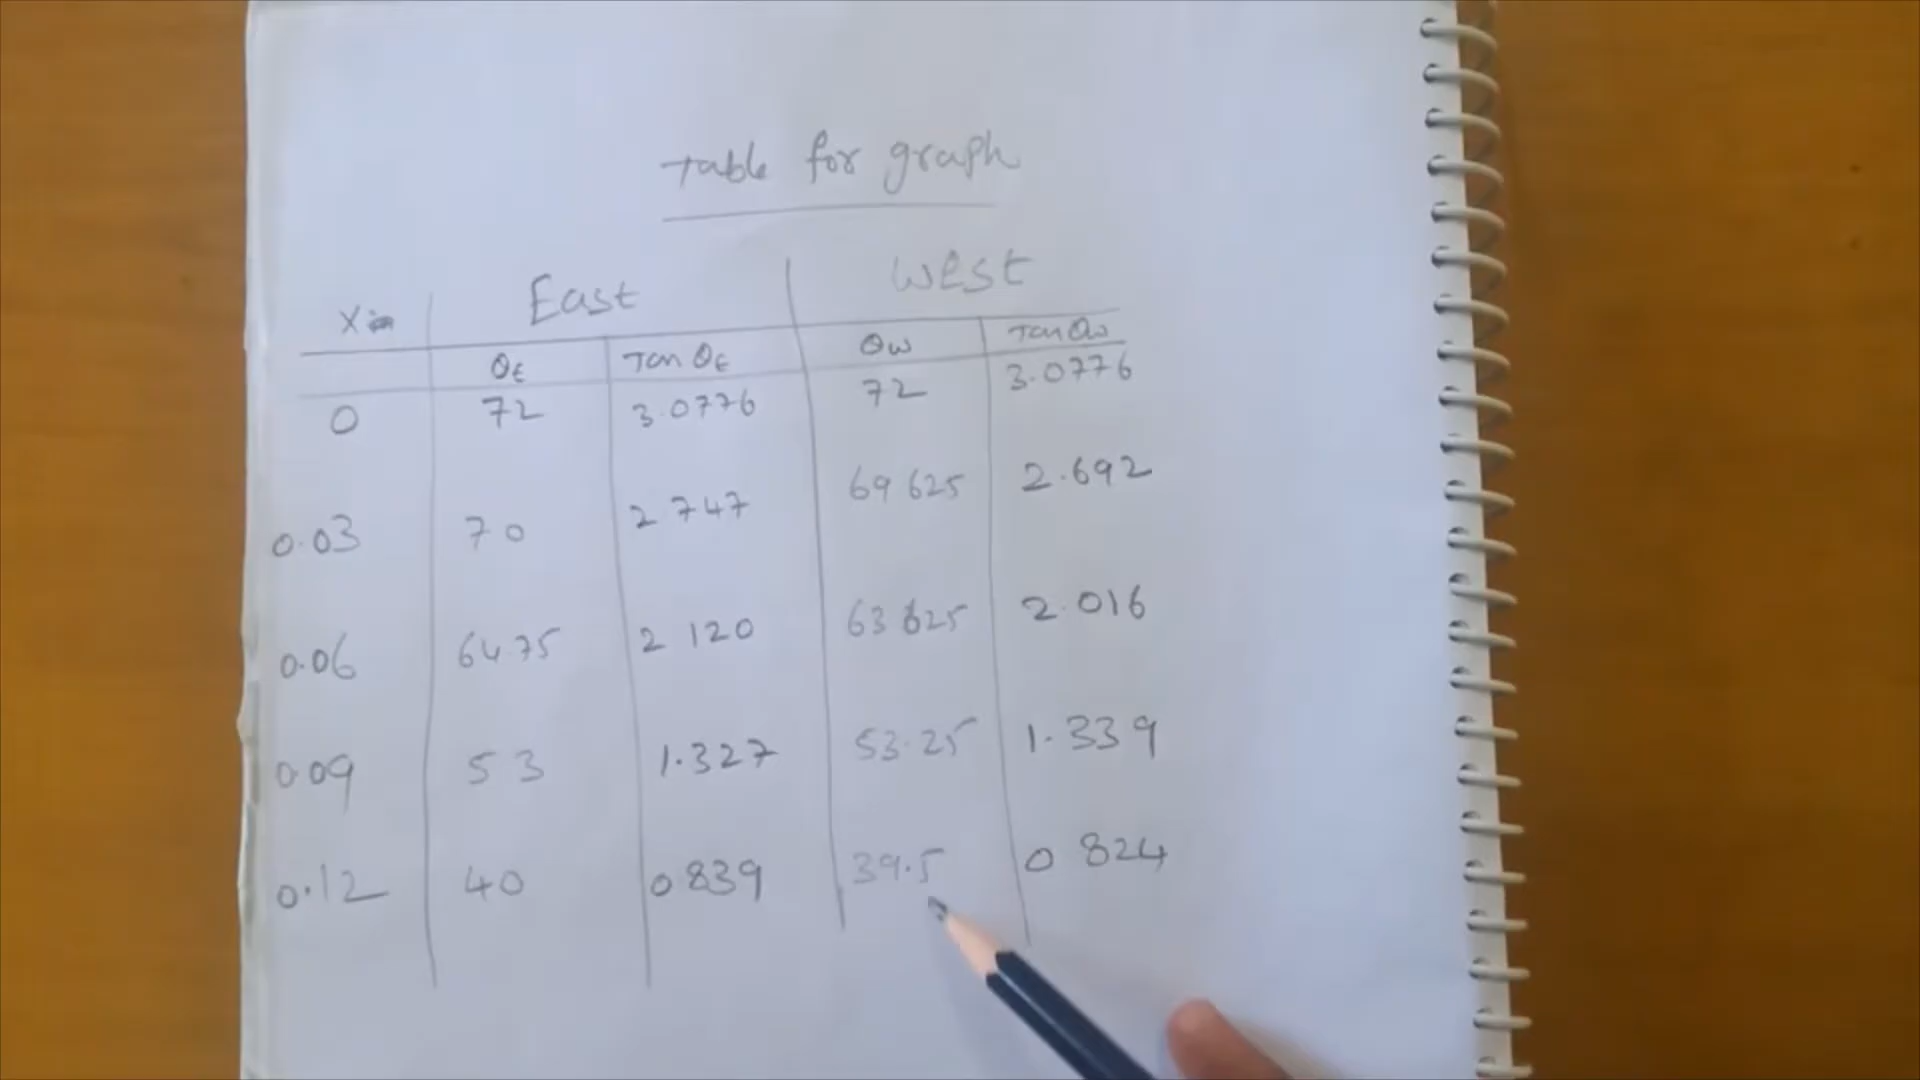 Table for graph
X East West
θE Tan θE θw Tan θw
0 72 3.0776 72 3.0776
0.03 70 2 747 69 625 2.692
0.06 64 75 2 120 63 625 2.016
0.09 53 1.327 53.25 1.339
0.12 40 0 839 39.5 0 824